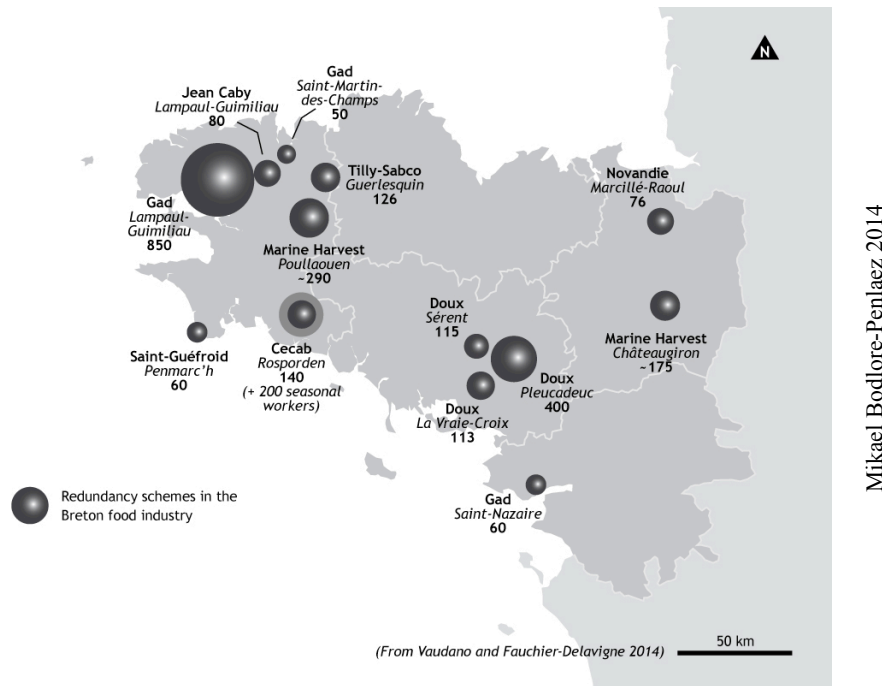 N
Gad
Saint-Martin-
des-Champs
50
Jean Caby
Lampaul-Guimiliau
80
Tilly-Sabco
Guerlesquin
126
Novandie
Marcillé-Raoul
76
Gad
Lampaul-
Guimiliau
850
Marine Harvest
Poullaouen
~290
Doux
Sérent
115
Marine Harvest
Châteaugiron
~175
Saint-Guéfroid
Penmarc'h
60
Cecab
Rosporden
140
(+ 200 seasonal
workers)
Doux
Pleucadeuc
400
Doux
La Vraie-Croix
113
Gad
Saint-Nazaire
60
Redundancy schemes in the
Breton food industry
(From Vaudano and Fauchier-Delavigne 2014)
50 km
Mikael Bodlore-Penlaez 2014